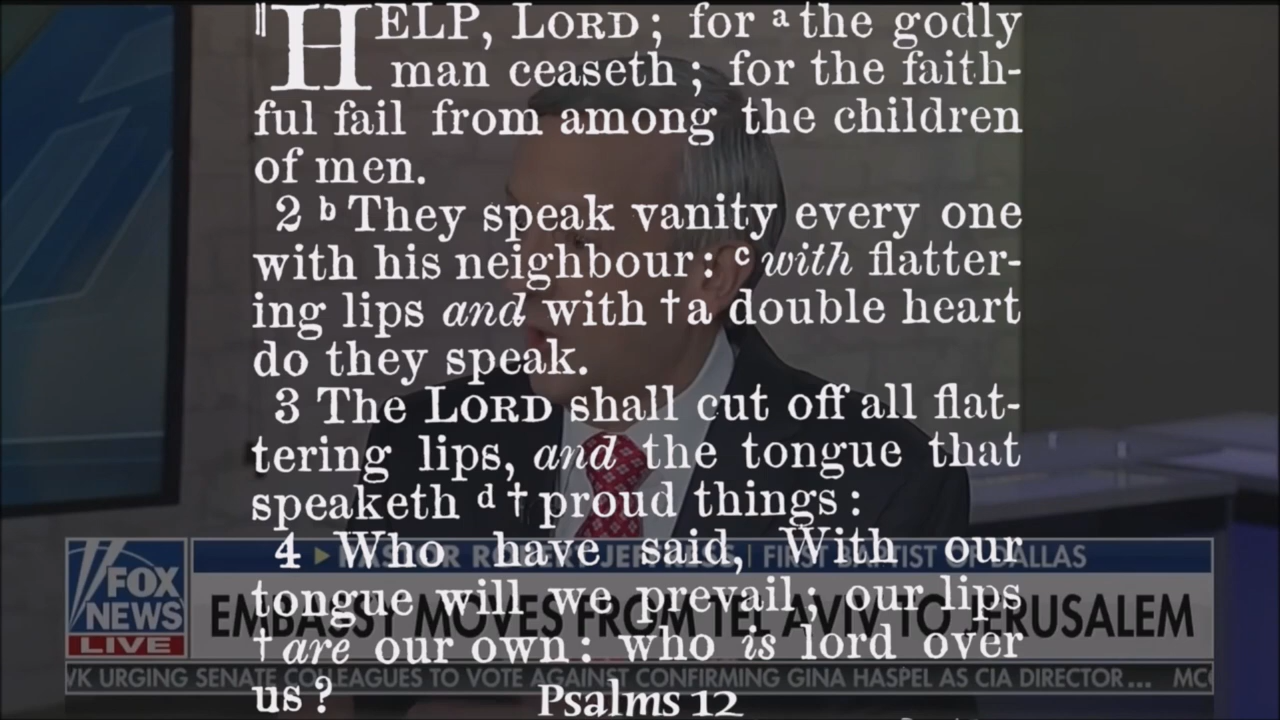 ‖HELP, LORD; for ᵃ the godly
man ceaseth; for the faith-
ful fail from among the children
of men.
2 ᵇ They speak vanity every one
with his neighbour: ᶜ with flatter-
ing lips and with † a double heart
do they speak.
3 The LORD shall cut off all flat-
tering lips, and the tongue that
speaketh ᵈ † proud things:
4 Who have said, With our
tongue will we prevail; our lips
† are our own: who is lord over
us?
Psalms 12
FOX
NEWS
LIVE
PASTOR ROBERT JEFFRESS | FIRST BAPTIST OF DALLAS
EMBASSY MOVES FROM TEL AVIV TO JERUSALEM
URGING SENATE COLLEAGUES TO VOTE AGAINST CONFIRMING GINA HASPEL AS CIA DIRECTOR...